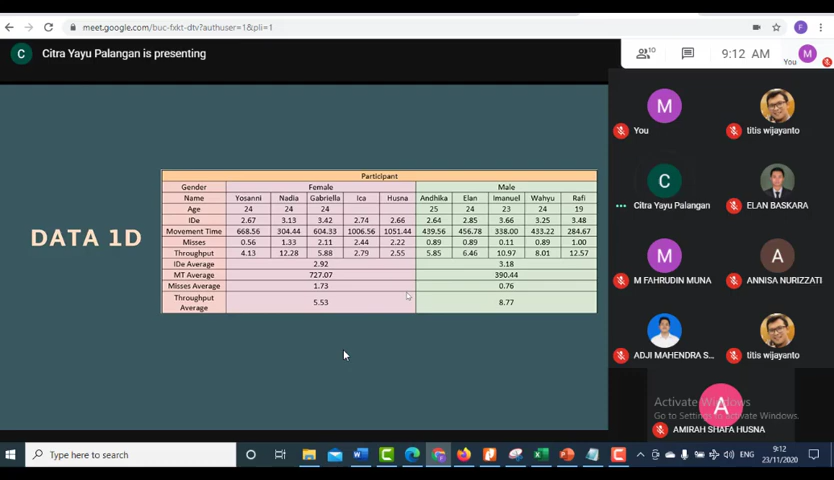 meet.google.com/buc-fxkt-dtv?authuser=1&pli=1
F
C Citra Yayu Palangan is presenting
10
9:12 AM
You
M
DATA 1D
Participant
Gender Female Male
Name Yosanni Nadia Gabriella Ica Husna Andhika Elan Imanuel Wahyu Rafi
Age 24 24 24 25 24 23 24 19
IDe 2.67 3.13 3.42 2.74 2.66 2.64 2.85 3.66 3.25 3.48
Movement Time 668.56 304.44 604.33 1006.56 1051.44 439.56 456.78 338.00 433.22 284.67
Misses 0.56 1.33 2.11 2.44 2.22 0.89 0.89 0.11 0.89 1.00
Throughput 4.13 12.28 5.88 2.79 2.55 5.85 6.46 10.97 8.01 12.57
IDe Average 2.92 3.18
MT Average 727.07 390.44
Misses Average 1.73 0.76
Throughput
Average
5.53 8.77
M
You
titis wijayanto
C
Citra Yayu Palangan
ELAN BASKARA
M
M FAHRUDIN MUNA
A
ANNISA NURIZZATI
ADJI MAHENDRA S...
titis wijayanto
A
AMIRAH SHAFA HUSNA
Activate Windows
Go to Settings to activate Windows.
Type here to search
ENG
9:12
23/11/2020